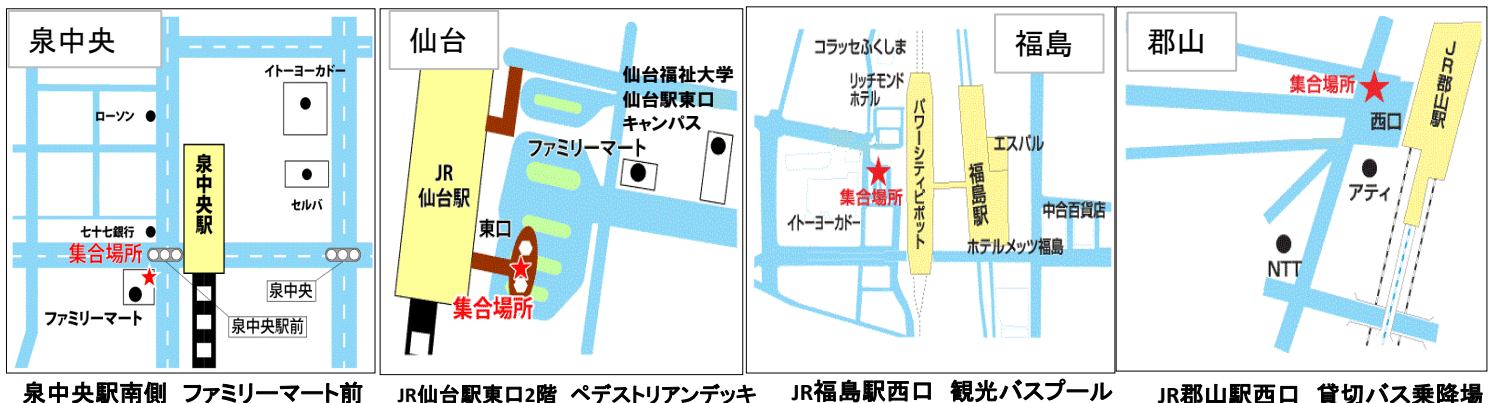 泉中央
イトーヨーカドー
ローソン
泉中央駅
セルバ
七十七銀行
集合場所
泉中央
ファミリーマート
泉中央駅前
泉中央駅南側 ファミリーマート前
仙台
仙台福祉大学
仙台駅東口
キャンパス
ファミリーマート
JR
仙台駅
東口
集合場所
JR仙台駅東口2階 ペデストリアンデッキ
福島
コラッセふくしま
リッチモンド
ホテル
パワーシティピボット
エスパル
福島駅
集合場所
イトーヨーカドー
中合百貨店
ホテルメッツ福島
JR福島駅西口 観光バスプール
郡山
JR郡山駅
集合場所
西口
アティ
NTT
JR郡山駅西口 貸切バス乗降場